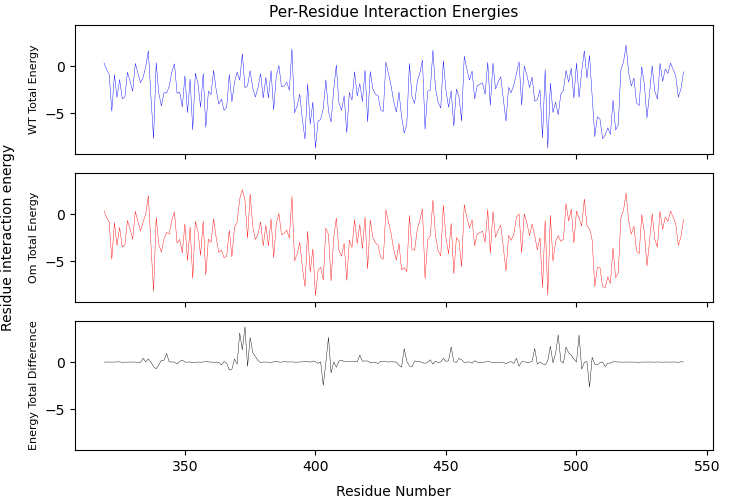 Per-Residue Interaction Energies
Residue interaction energy
WT Total Energy
0
−5
Om Total Energy
0
−5
Energy Total Difference
0
−5
350
400
450
500
550
Residue Number